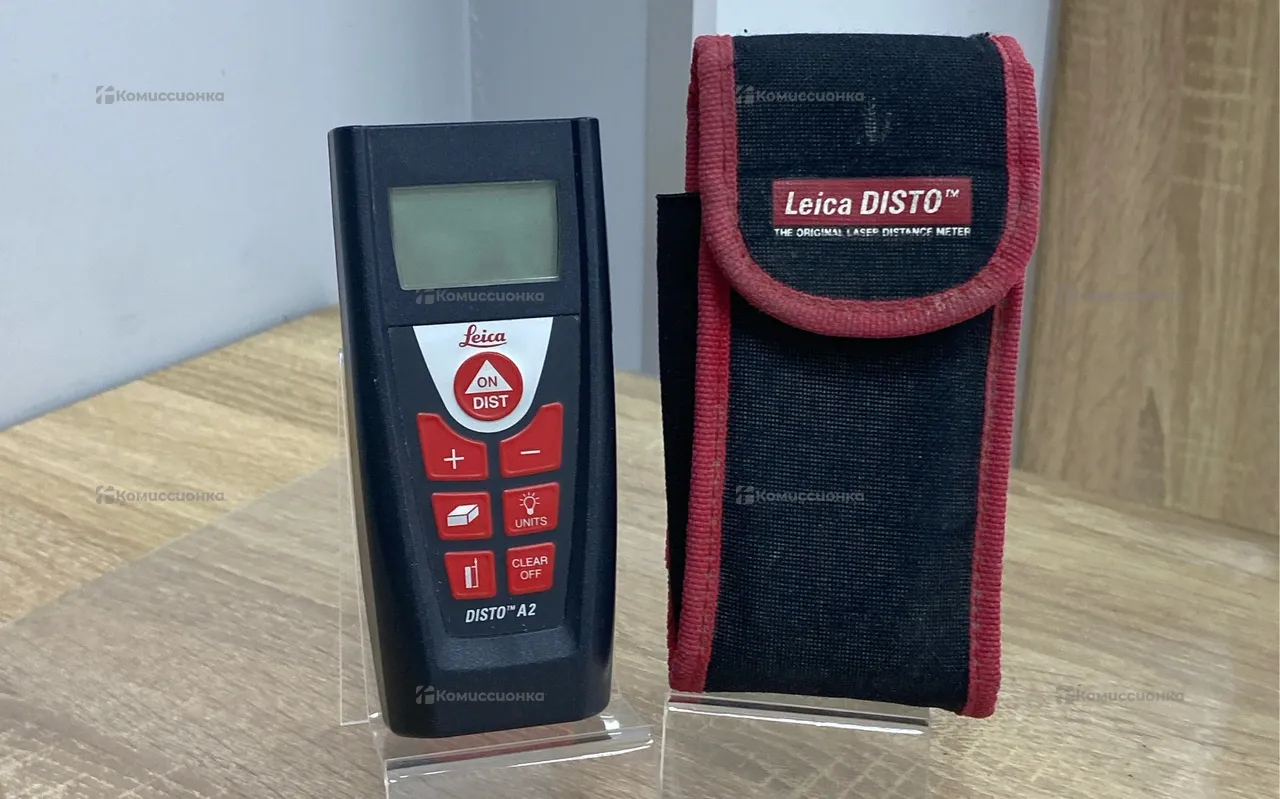 Комиссионка
Комиссионка
Leica DISTO™
THE ORIGINAL LASER DISTANCE METER
Комиссионка
Комиссионка
Leica
ON
DIST
+
−
UNITS
Комиссионка
Комиссионка
CLEAR
OFF
DISTO™ A2
Комиссионка
Комиссионка